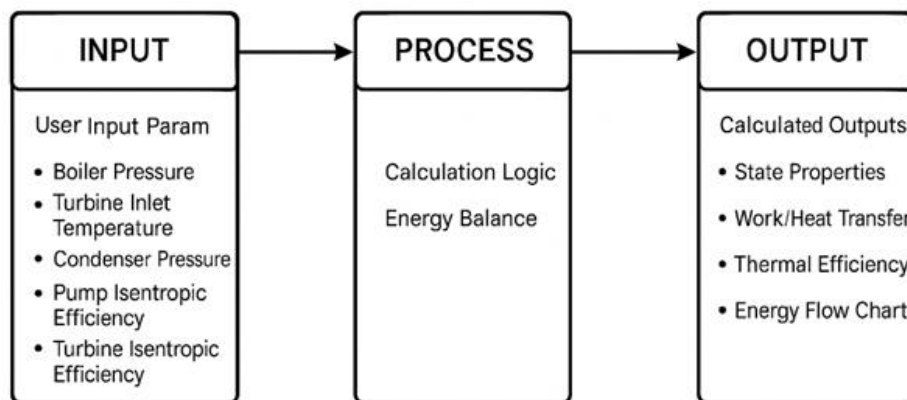 INPUT
User Input Param
• Boiler Pressure
• Turbine Inlet
Temperature
• Condenser Pressure
• Pump Isentropic
Efficiency
• Turbine Isentropic
Efficiency
PROCESS
Calculation Logic
Energy Balance
OUTPUT
Calculated Outputs
• State Properties
• Work/Heat Transfer
• Thermal Efficiency
• Energy Flow Chart